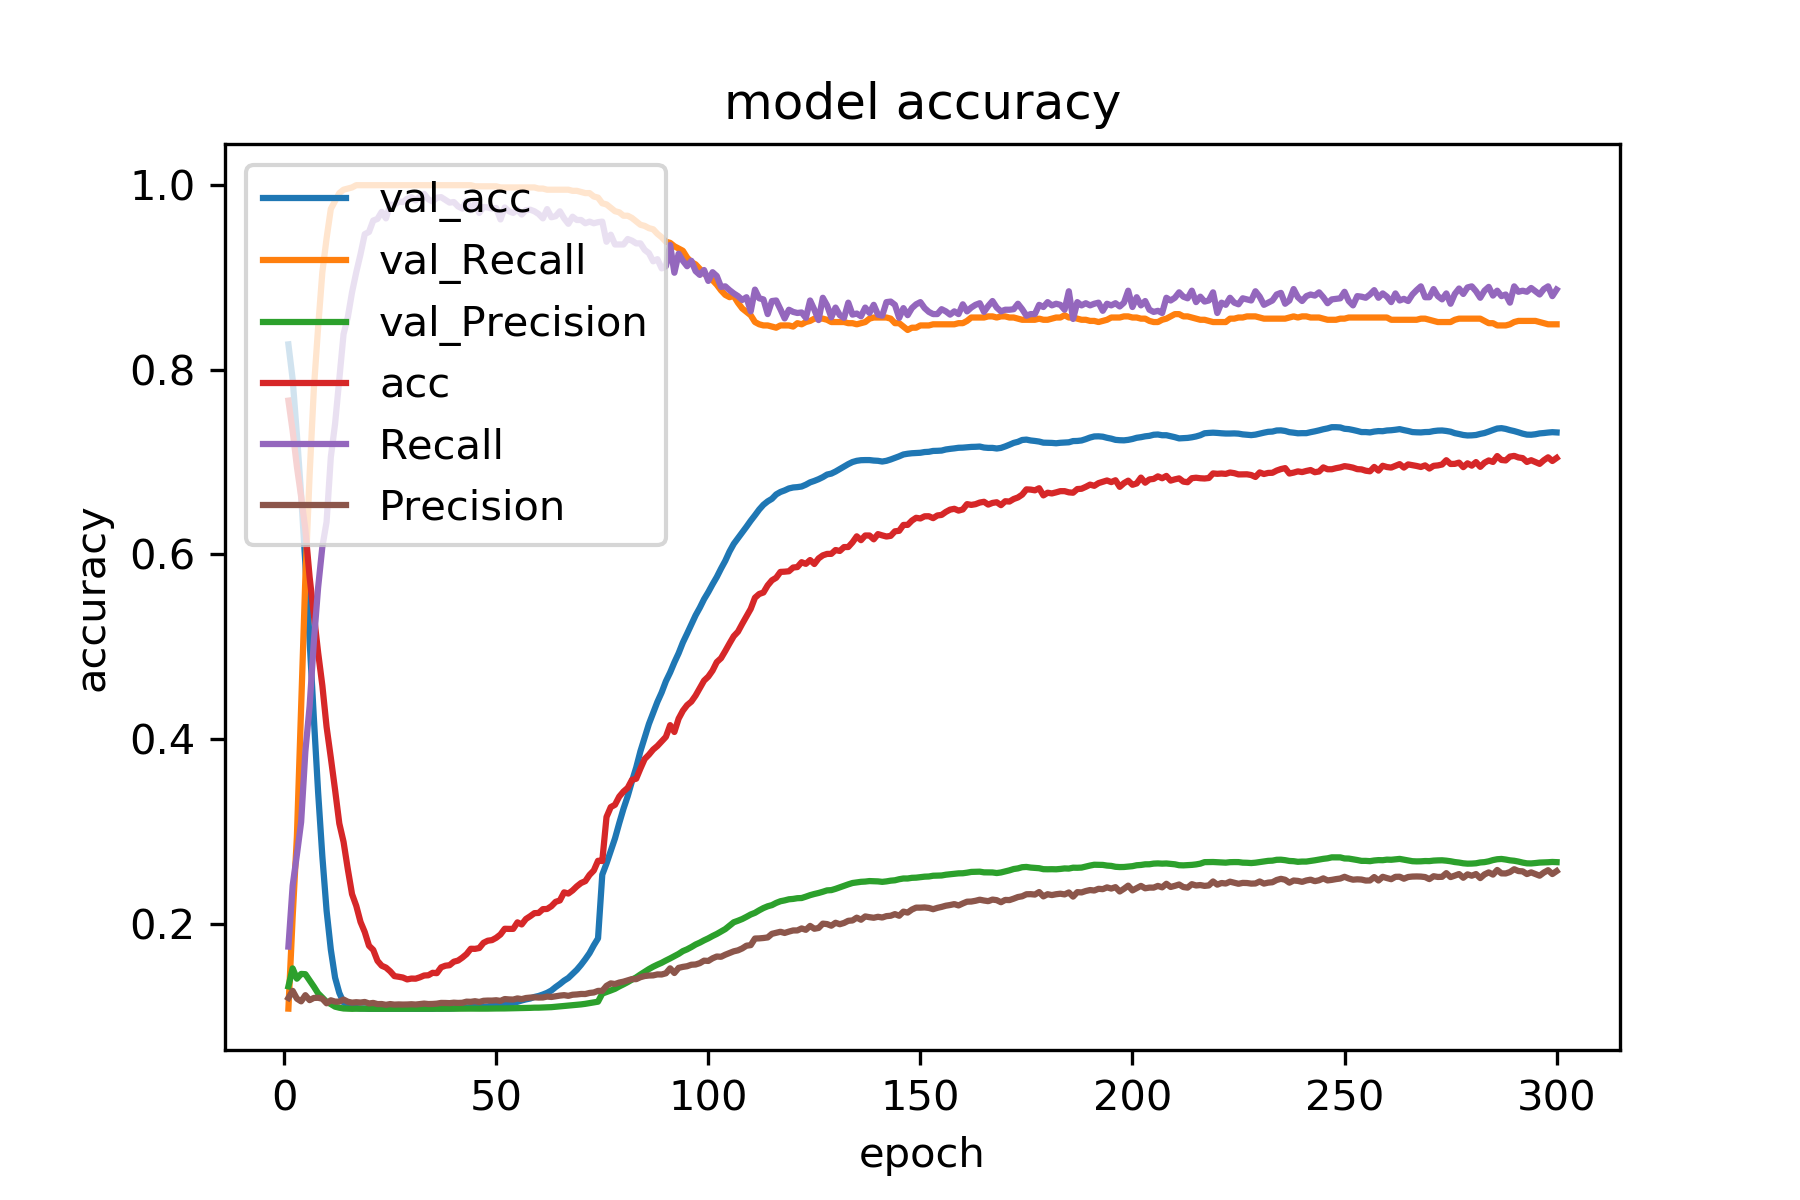 model accuracy
accuracy
1.0
0.8
0.6
0.4
0.2
val_acc
val_Recall
val_Precision
acc
Recall
Precision
0 50 100 150 200 250 300
epoch